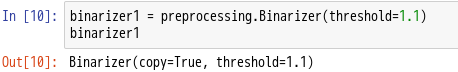 In [10]: binarizer1 = preprocessing.Binarizer(threshold=1.1)
binarizer1
Out[10]: Binarizer(copy=True, threshold=1.1)